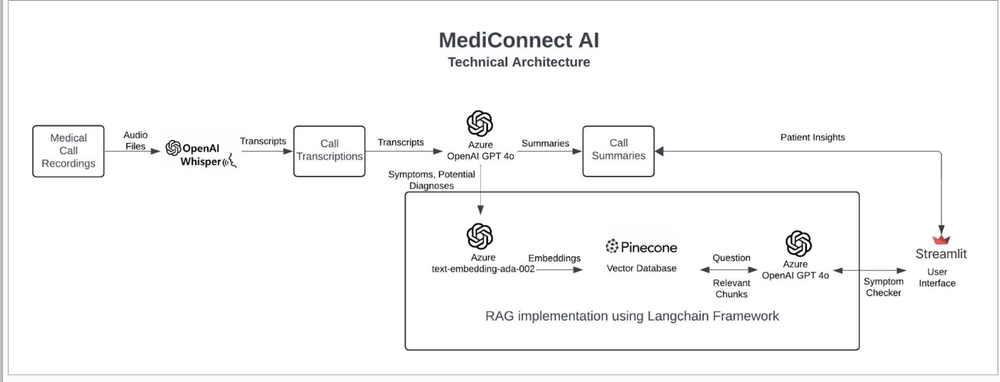 MediConnect AI
Technical Architecture
Medical
Call
Recordings
Audio
Files
OpenAI
Whisper
Transcripts
Call
Transcriptions
Transcripts
Azure
OpenAI GPT 4o
Summaries
Call
Summaries
Patient Insights
Symptoms, Potential
Diagnoses
Azure
text-embedding-ada-002
Embeddings
Pinecone
Vector Database
Question
Relevant
Chunks
Azure
OpenAI GPT 4o
Symptom
Checker
Streamlit
User
Interface
RAG implementation using Langchain Framework